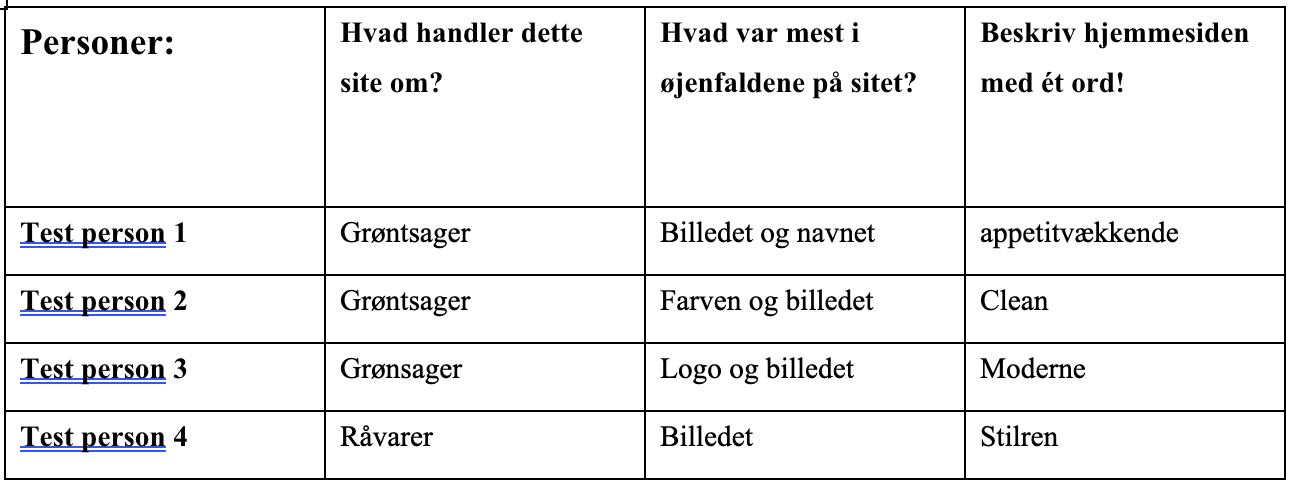 Personer:
Hvad handler dette
site om?
Hvad var mest i
øjenfaldene på sitet?
Beskriv hjemmesiden
med ét ord!
Test person 1
Grøntsager
Billedet og navnet
appetitvækkende
Test person 2
Grøntsager
Farven og billedet
Clean
Test person 3
Grønsager
Logo og billedet
Moderne
Test person 4
Råvarer
Billedet
Stilren